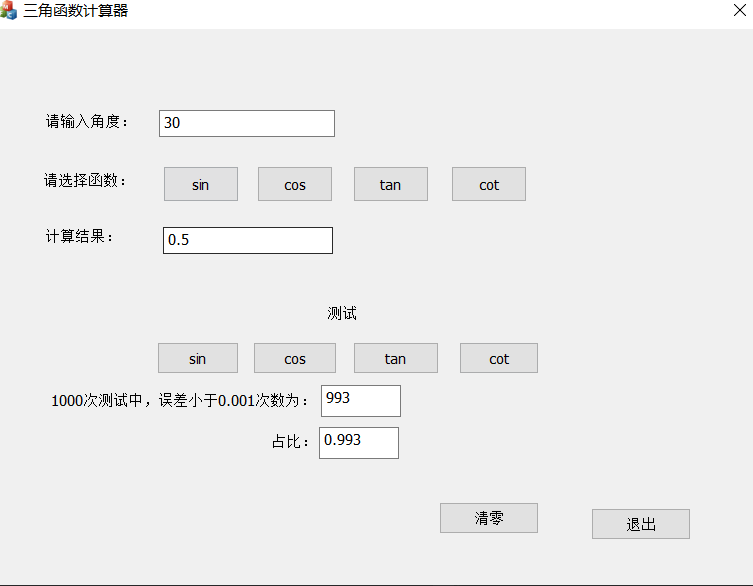 三角函数计算器
请输入角度： 30
请选择函数： sin cos tan cot
计算结果： 0.5
测试
sin cos tan cot
1000次测试中，误差小于0.001次数为： 993
占比： 0.993
清零 退出